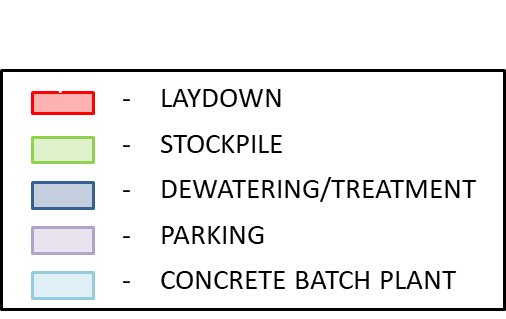 - LAYDOWN
- STOCKPILE
- DEWATERING/TREATMENT
- PARKING
- CONCRETE BATCH PLANT